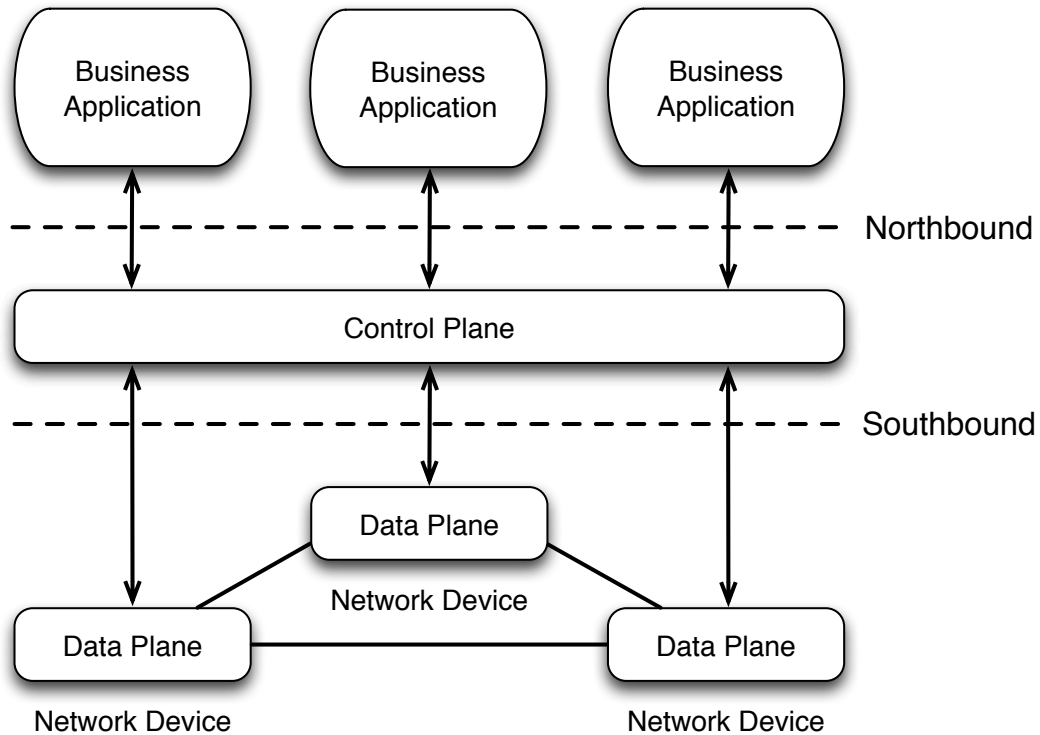 Business
Application
Business
Application
Business
Application
Northbound
Control Plane
Southbound
Data Plane
Network Device
Data Plane
Data Plane
Network Device
Network Device